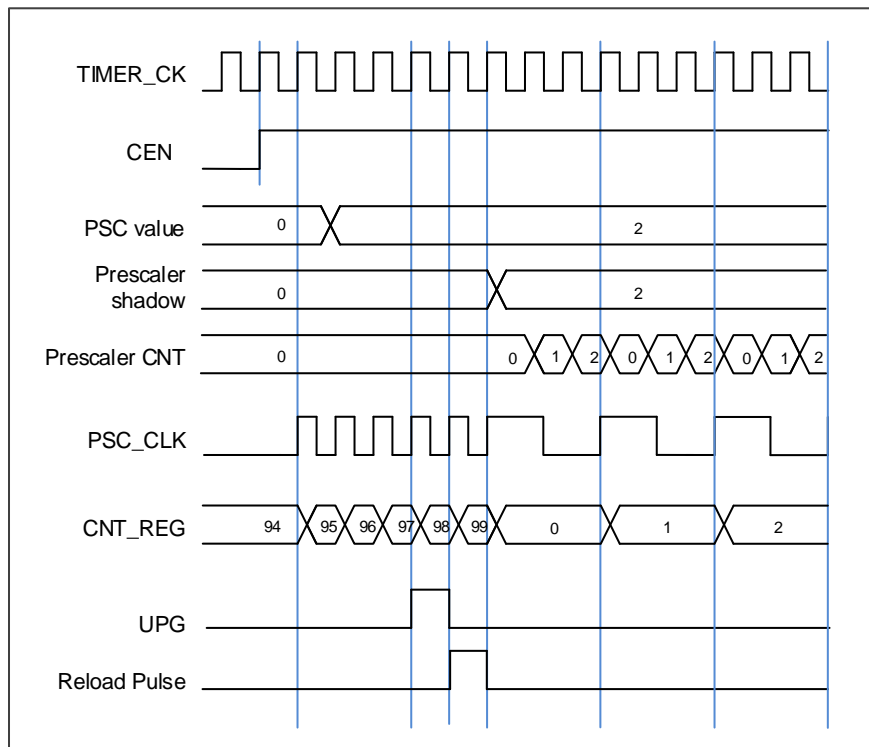 TIMER_CK
CEN
PSC value 0 2
Prescaler
shadow 0 2
Prescaler CNT 0 0 1 2 0 1 2 0 1 2
PSC_CLK
CNT_REG 94 95 96 97 98 99 0 1 2
UPG
Reload Pulse